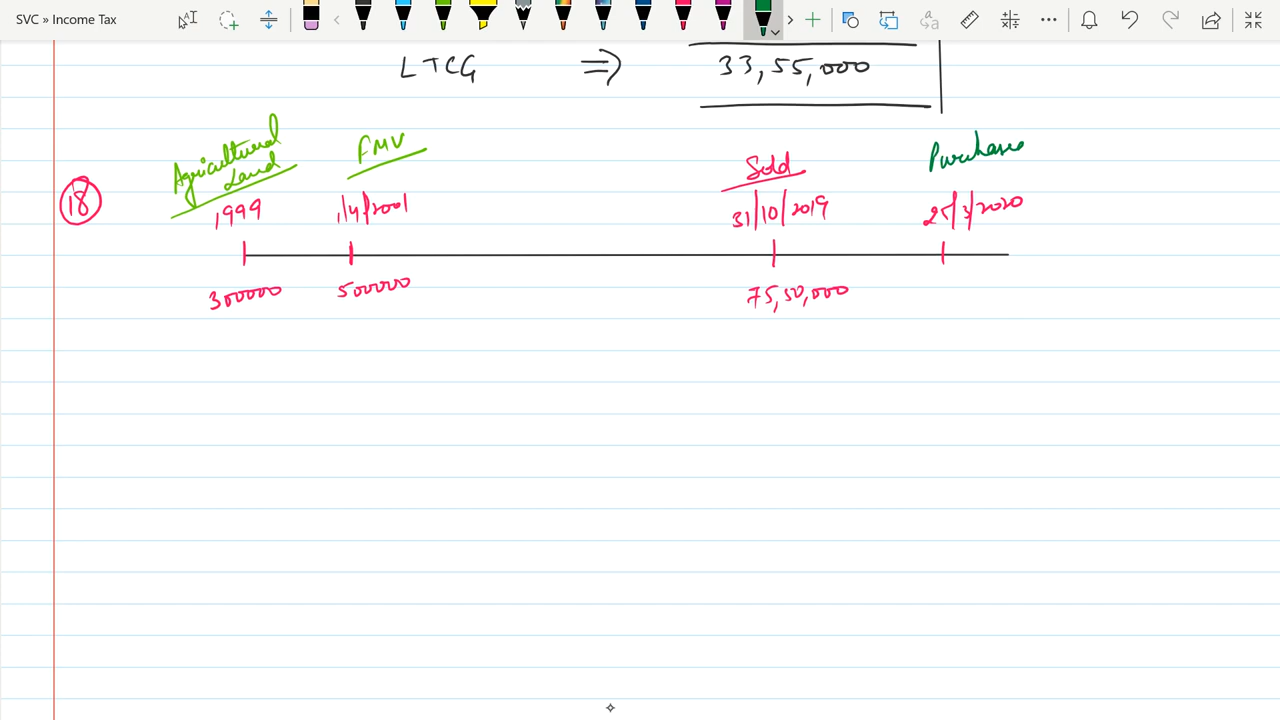 SVC » Income Tax
LTCG ⇒ 33,55,000
Agricultural Land
FMV
Sold
Purchase
18
1999
1/4/2001
31/10/2019
25/3/2020
300000
500000
75,50,000